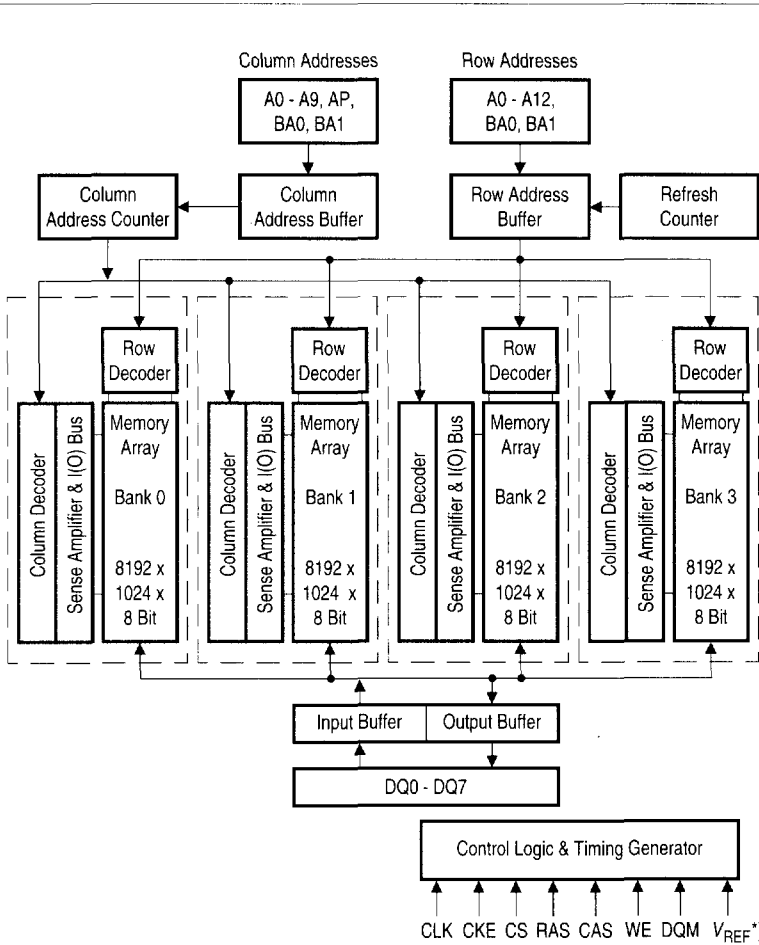 Column Addresses
A0 - A9, AP,
BA0, BA1
Row Addresses
A0 - A12,
BA0, BA1
Column
Address Counter
Column
Address Buffer
Row Address
Buffer
Refresh
Counter
Row
Decoder
Column Decoder
Sense Amplifier & I(O) Bus
Memory
Array
Bank 0
8192 x
1024 x
8 Bit
Row
Decoder
Column Decoder
Sense Amplifier & I(O) Bus
Memory
Array
Bank 1
8192 x
1024 x
8 Bit
Row
Decoder
Column Decoder
Sense Amplifier & I(O) Bus
Memory
Array
Bank 2
8192 x
1024 x
8 Bit
Row
Decoder
Column Decoder
Sense Amplifier & I(O) Bus
Memory
Array
Bank 3
8192 x
1024 x
8 Bit
Input Buffer
Output Buffer
DQ0 - DQ7
Control Logic & Timing Generator
CLK CKE CS RAS CAS WE DQM VREF*)